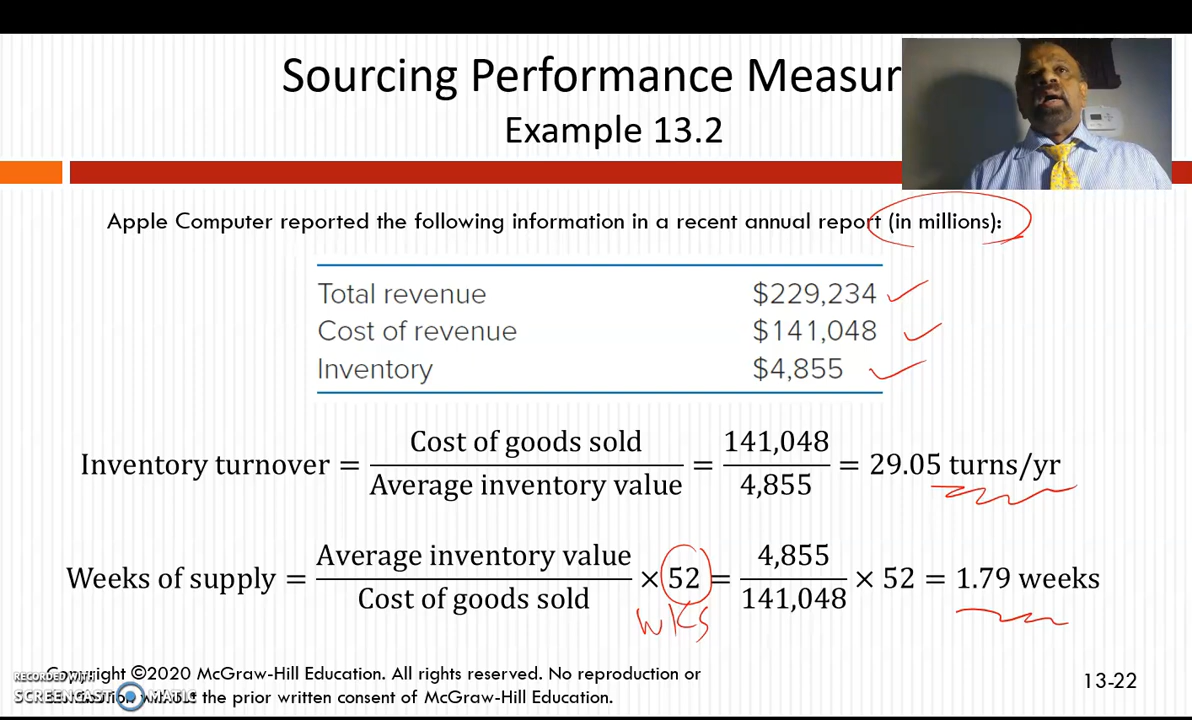 Sourcing Performance Measur
Example 13.2
Apple Computer reported the following information in a recent annual report (in millions):
Total revenue $229,234
Cost of revenue $141,048
Inventory $4,855
Inventory turnover = Cost of goods sold / Average inventory value = 141,048 / 4,855 = 29.05 turns/yr
Weeks of supply = Average inventory value / Cost of goods sold × 52 = 4,855 / 141,048 × 52 = 1.79 weeks
WKS
Copyright ©2020 McGraw-Hill Education. All rights reserved. No reproduction or
the prior written consent of McGraw-Hill Education.
RECORDED WITH
SCREENCAST MATIC
13-22